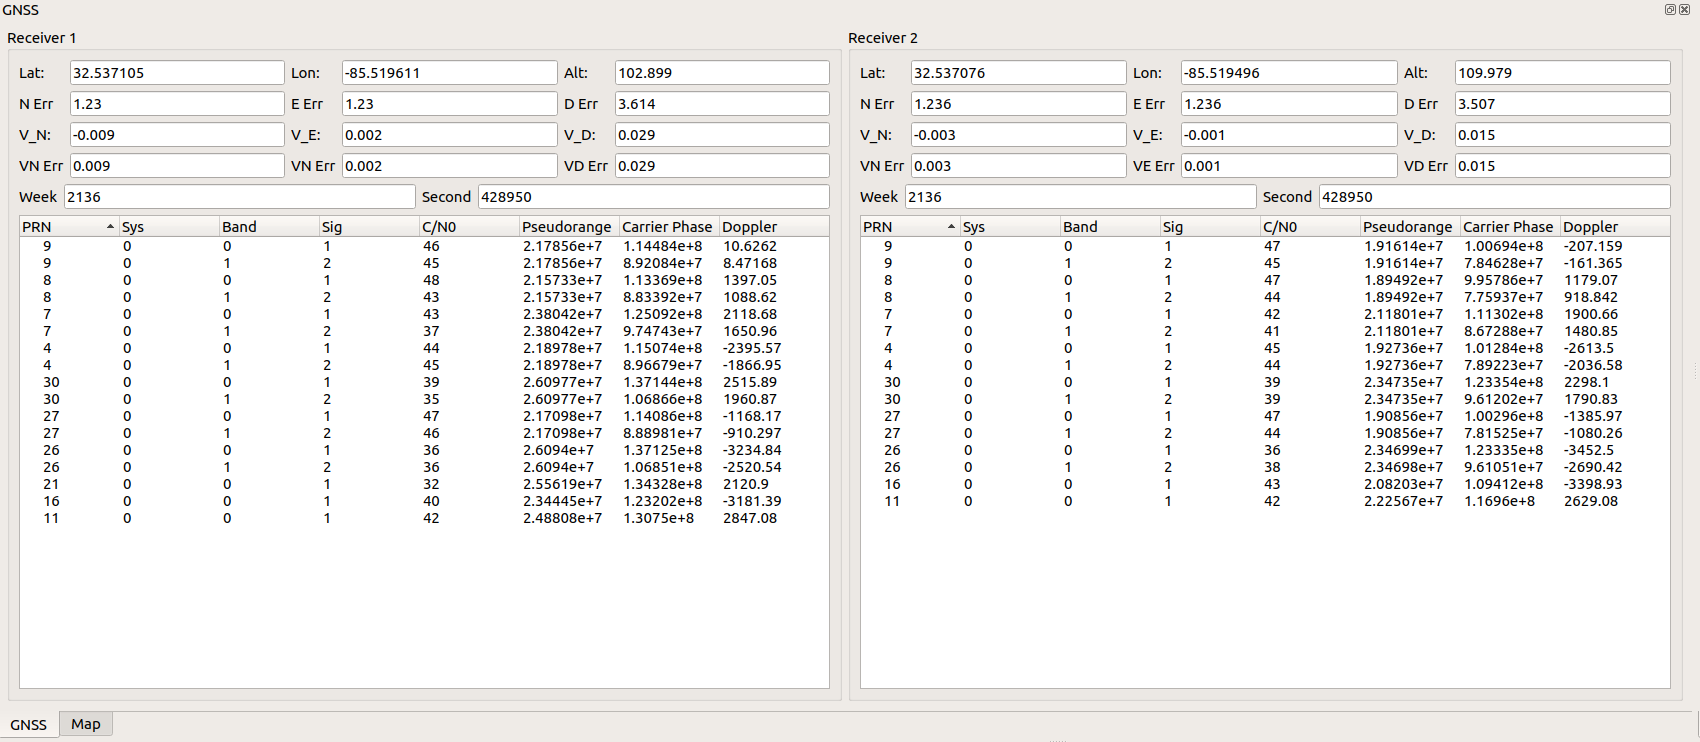 GNSS
Receiver 1
Lat: 32.537105 Lon: -85.519611 Alt: 102.899
N Err 1.23 E Err 1.23 D Err 3.614
V_N: -0.009 V_E: 0.002 V_D: 0.029
VN Err 0.009 VN Err 0.002 VD Err 0.029
Week 2136 Second 428950
PRN Sys Band Sig C/N0 Pseudorange Carrier Phase Doppler
9 0 0 1 46 2.17856e+7 1.14484e+8 10.6262
9 0 1 2 45 2.17856e+7 8.92084e+7 8.47168
8 0 0 1 48 2.15733e+7 1.13369e+8 1397.05
8 0 1 2 43 2.15733e+7 8.83392e+7 1088.62
7 0 0 1 43 2.38042e+7 1.25092e+8 2118.68
7 0 1 2 37 2.38042e+7 9.74743e+7 1650.96
4 0 0 1 44 2.18978e+7 1.15074e+8 -2395.57
4 0 1 2 45 2.18978e+7 8.96679e+7 -1866.95
30 0 0 1 39 2.60977e+7 1.37144e+8 2515.89
30 0 1 2 35 2.60977e+7 1.06866e+8 1960.87
27 0 0 1 47 2.17098e+7 1.14086e+8 -1168.17
27 0 1 2 46 2.17098e+7 8.88981e+7 -910.297
26 0 0 1 36 2.6094e+7 1.37125e+8 -3234.84
26 0 1 2 36 2.6094e+7 1.06851e+8 -2520.54
21 0 0 1 32 2.55619e+7 1.34328e+8 2120.9
16 0 0 1 40 2.34445e+7 1.23202e+8 -3181.39
11 0 0 1 42 2.48808e+7 1.3075e+8 2847.08
Receiver 2
Lat: 32.537076 Lon: -85.519496 Alt: 109.979
N Err 1.236 E Err 1.236 D Err 3.507
V_N: -0.003 V_E: -0.001 V_D: 0.015
VN Err 0.003 VE Err 0.001 VD Err 0.015
Week 2136 Second 428950
PRN Sys Band Sig C/N0 Pseudorange Carrier Phase Doppler
9 0 0 1 47 1.91614e+7 1.00694e+8 -207.159
9 0 1 2 45 1.91614e+7 7.84628e+7 -161.365
8 0 0 1 47 1.89492e+7 9.95786e+7 1179.07
8 0 1 2 44 1.89492e+7 7.75937e+7 918.842
7 0 0 1 42 2.11801e+7 1.11302e+8 1900.66
7 0 1 2 41 2.11801e+7 8.67288e+7 1480.85
4 0 0 1 45 1.92736e+7 1.01284e+8 -2613.5
4 0 1 2 44 1.92736e+7 7.89223e+7 -2036.58
30 0 0 1 39 2.34735e+7 1.23354e+8 2298.1
30 0 1 2 39 2.34735e+7 9.61202e+7 1790.83
27 0 0 1 47 1.90856e+7 1.00296e+8 -1385.97
27 0 1 2 44 1.90856e+7 7.81525e+7 -1080.26
26 0 0 1 36 2.34699e+7 1.23335e+8 -3452.5
26 0 1 2 38 2.34698e+7 9.61051e+7 -2690.42
16 0 0 1 43 2.08203e+7 1.09412e+8 -3398.93
11 0 0 1 42 2.22567e+7 1.1696e+8 2629.08
GNSS Map